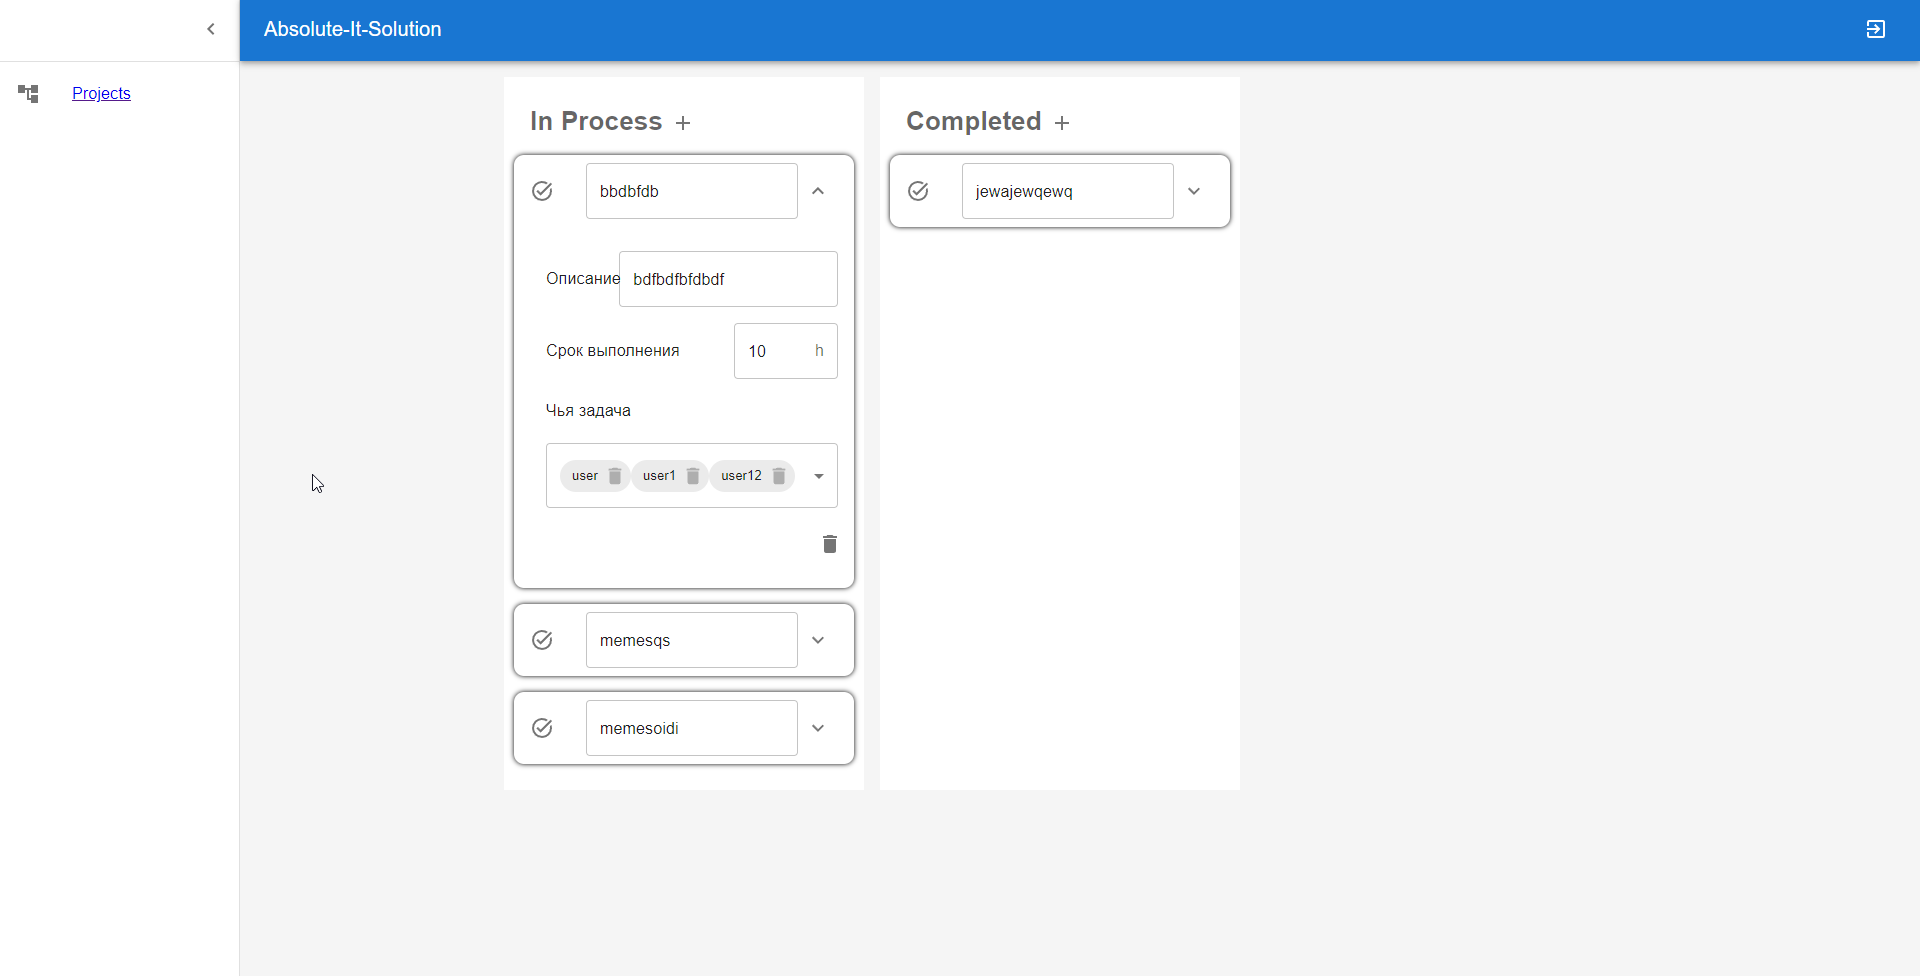 Absolute-It-Solution
Projects
In Process
bbdbfdb
Описание
bdfbdfbfdbdf
Срок выполнения
10 h
Чья задача
user user1 user12
memesqs
memesoidi
Completed
jewajewqewq